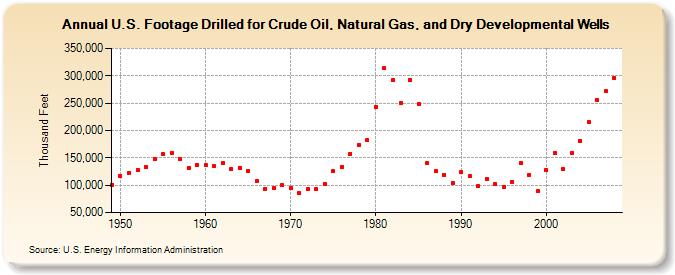 Annual U.S. Footage Drilled for Crude Oil, Natural Gas, and Dry Developmental Wells
Thousand Feet
350,000
300,000
250,000
200,000
150,000
100,000
50,000
1950 1960 1970 1980 1990 2000
Source: U.S. Energy Information Administration